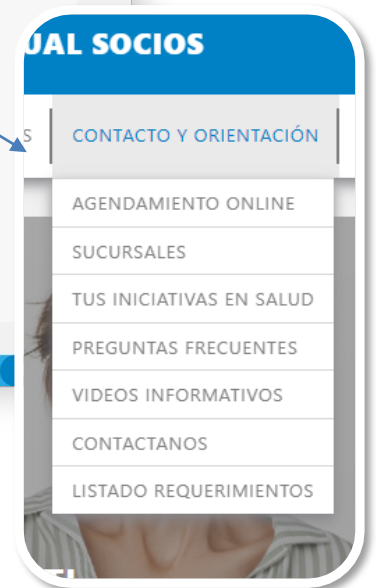 UAL SOCIOS
S
CONTACTO Y ORIENTACIÓN
AGENDAMIENTO ONLINE
SUCURSALES
TUS INICIATIVAS EN SALUD
PREGUNTAS FRECUENTES
VIDEOS INFORMATIVOS
CONTACTANOS
LISTADO REQUERIMIENTOS